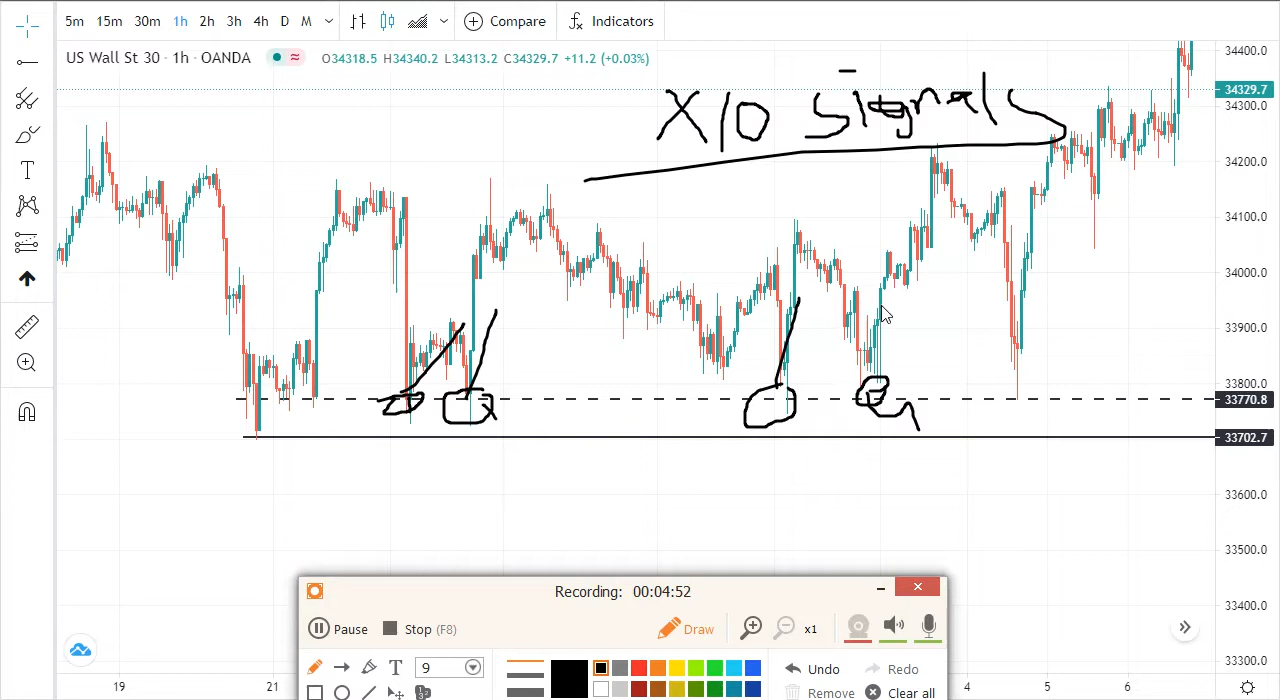 5m 15m 30m 1h 2h 3h 4h D M Compare Indicators
US Wall St 30 · 1h · OANDA O34318.5 H34340.2 L34313.2 C34329.7 +11.2 (+0.03%)
X10 signals
34400.0
34329.7
34300.0
34200.0
34100.0
34000.0
33900.0
33800.0
33770.8
33702.7
33600.0
33500.0
33400.0
33300.0
19 21 4 5 6
Recording: 00:04:52
Pause Stop (F8) Draw x1
T 9 Undo Redo
Remove Clear all